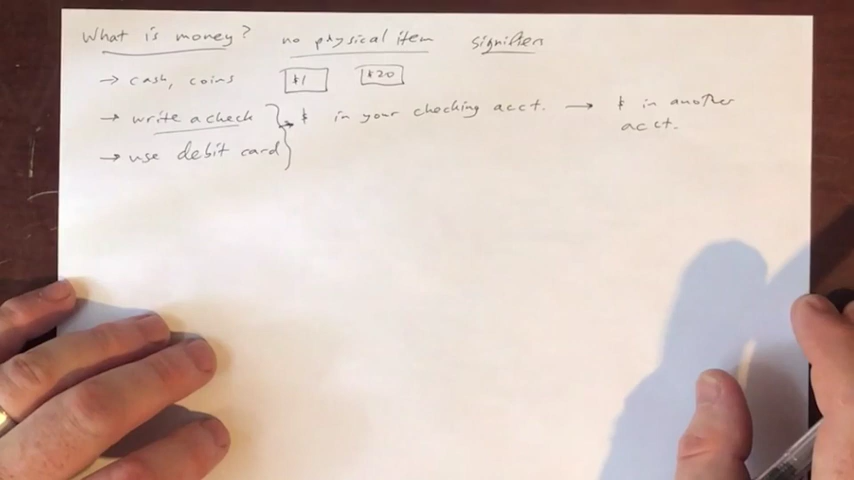 What is money? no physical item signifier
→ cash, coins $1 $20
→ write a check } → $ in your checking acct. → $ in another
acct.
→ use debit card